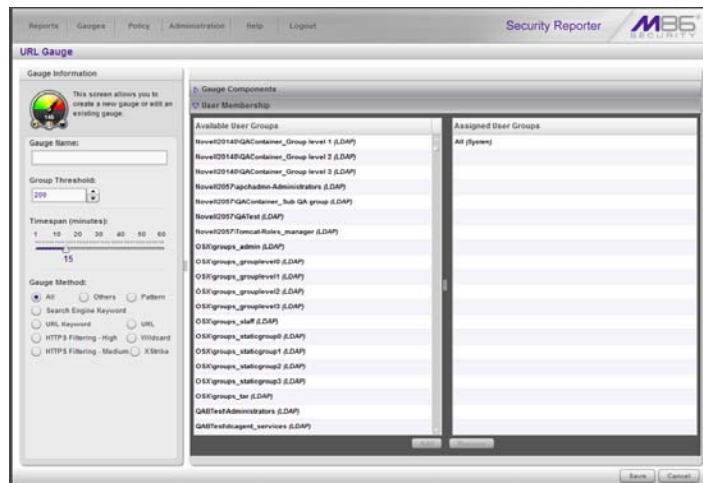 Reports Gauges Policy Administration Help Logout
Security Reporter
M86
SECURITY
URL Gauge
Gauge Information
This screen allows you to
create a new gauge or edit an
existing gauge.
Gauge Name:
Group Threshold:
200
Timespan (minutes):
1 10 20 30 40 50 60
15
Gauge Method:
All Others Pattern
Search Engine Keyword
URL Keyword URL
HTTPS Filtering - High Wildcard
HTTPS Filtering - Medium XStrike
Gauge Components
User Membership
Available User Groups
Novell20140\QAContainer_Group level 1 (LDAP)
Novell20140\QAContainer_Group level 2 (LDAP)
Novell20140\QAContainer_Group level 3 (LDAP)
Novell2057\apchadmn-Administrators (LDAP)
Novell2057\QAContainer_Sub QA group (LDAP)
Novell2057\QATest (LDAP)
Novell2057\Tomcat-Roles_manager (LDAP)
OSX\groups_admin (LDAP)
OSX\groups_grouplevel0 (LDAP)
OSX\groups_grouplevel1 (LDAP)
OSX\groups_grouplevel2 (LDAP)
OSX\groups_grouplevel3 (LDAP)
OSX\groups_staff (LDAP)
OSX\groups_staticgroup0 (LDAP)
OSX\groups_staticgroup1 (LDAP)
OSX\groups_staticgroup2 (LDAP)
OSX\groups_staticgroup3 (LDAP)
OSX\groups_tar (LDAP)
QABTest\Administrators (LDAP)
QABTest\dcagent_services (LDAP)
Assigned User Groups
All (System)
Add Remove
Save Cancel